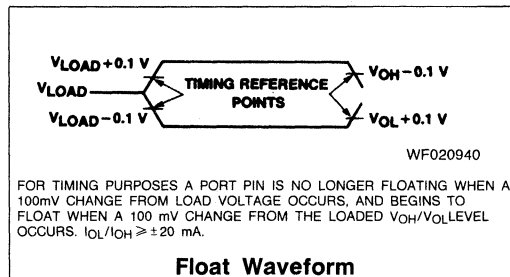 VLOAD+0.1 V
TIMING REFERENCE
POINTS
VOH−0.1 V
VLOAD
VLOAD−0.1 V
VOL+0.1 V
WF020940
FOR TIMING PURPOSES A PORT PIN IS NO LONGER FLOATING WHEN A
100mV CHANGE FROM LOAD VOLTAGE OCCURS, AND BEGINS TO
FLOAT WHEN A 100 mV CHANGE FROM THE LOADED VOH/VOLLEVEL
OCCURS. IOL/IOH ≥ ±20 mA.
Float Waveform